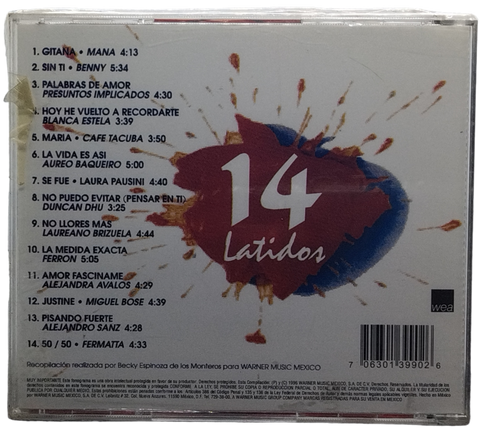 1. GITANA • MANA 4:13
2. SIN TI • BENNY 5:34
3. PALABRAS DE AMOR
PRESUNTOS IMPLICADOS 4:30
4. HOY HE VUELTO A RECORDARTE
BLANCA ESTELA 3:39
5. MARIA • CAFE TACUBA 3:50
6. LA VIDA ES ASI
AUREO BAQUEIRO 5:00
7. SE FUE • LAURA PAUSINI 4:40
8. NO PUEDO EVITAR (PENSAR EN TI)
DUNCAN DHU 3:25
9. NO LLORES MAS
LAUREANO BRIZUELA 4:44
10. LA MEDIDA EXACTA
FERRON 5:05
11. AMOR FASCINAME
ALEJANDRA AVALOS 4:29
12. JUSTINE • MIGUEL BOSE 4:39
13. PISANDO FUERTE
ALEJANDRO SANZ 4:28
14. 50 / 50 • FERMATTA 4:33
14
Latidos
wea
7 06301 39902 6
Recopilación realizada por Becky Espinoza de los Monteros para WARNER MUSIC MEXICO